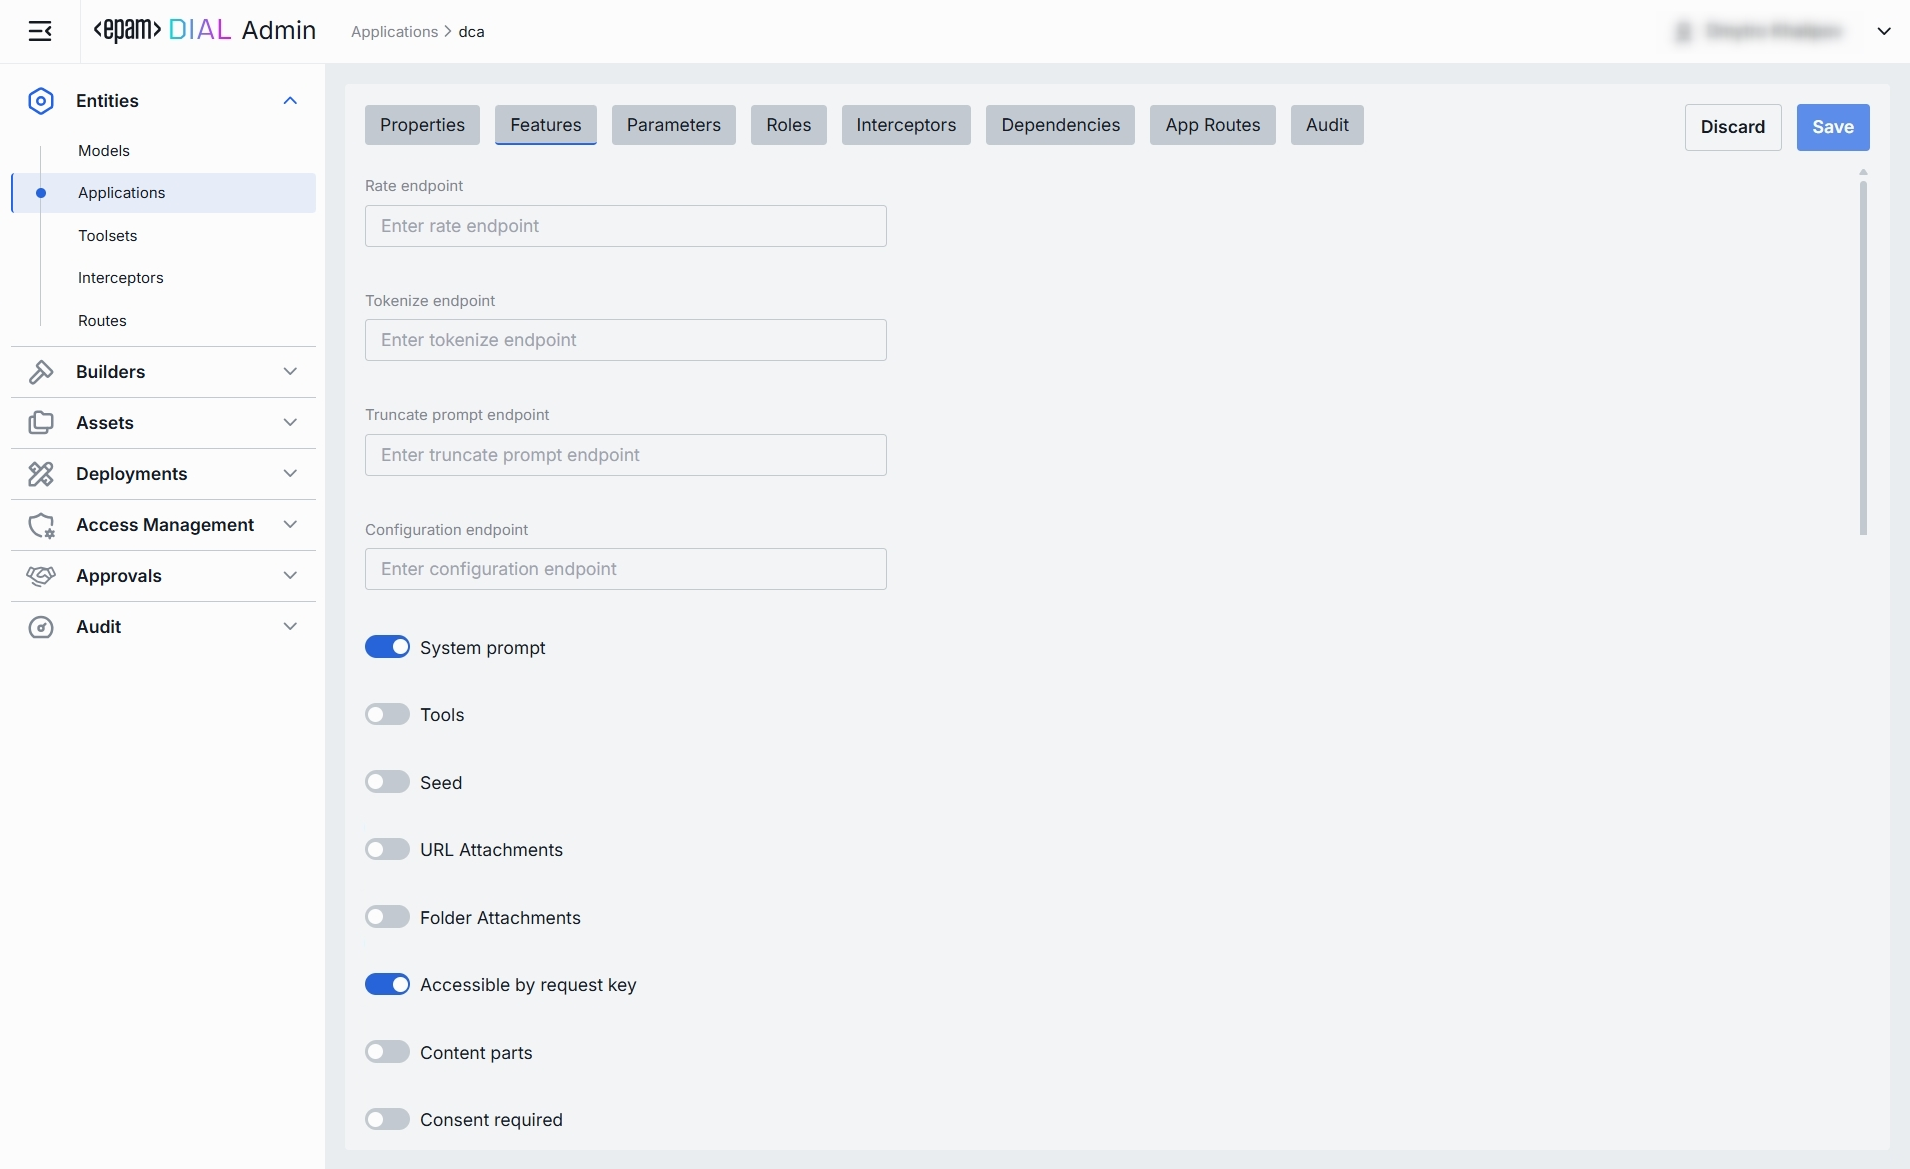 <epam> DIAL Admin
Applications > dca
Entities
Models
Applications
Toolsets
Interceptors
Routes
Builders
Assets
Deployments
Access Management
Approvals
Audit
Properties
Features
Parameters
Roles
Interceptors
Dependencies
App Routes
Audit
Discard
Save
Rate endpoint
Enter rate endpoint
Tokenize endpoint
Enter tokenize endpoint
Truncate prompt endpoint
Enter truncate prompt endpoint
Configuration endpoint
Enter configuration endpoint
System prompt
Tools
Seed
URL Attachments
Folder Attachments
Accessible by request key
Content parts
Consent required